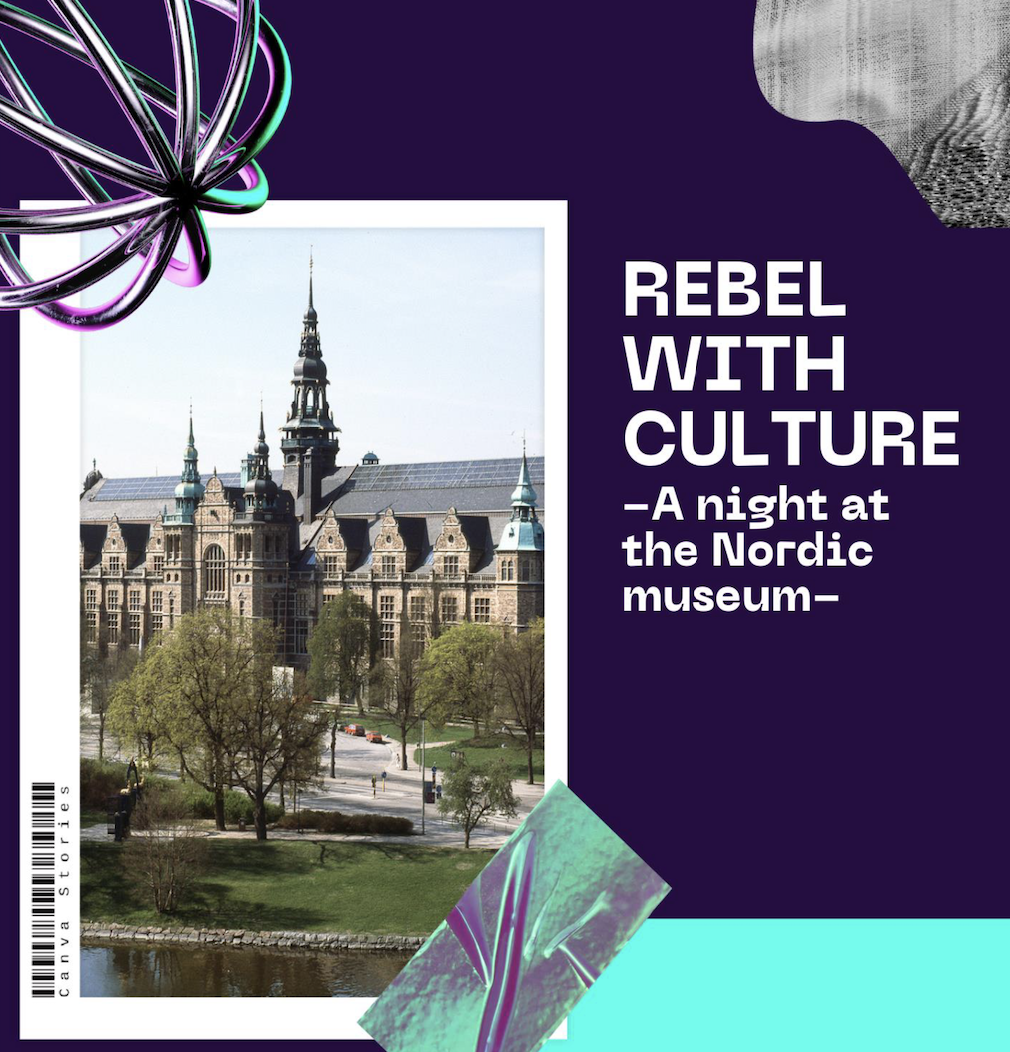 REBEL
WITH
CULTURE
–A night at
the Nordic
museum–
Canva Stories